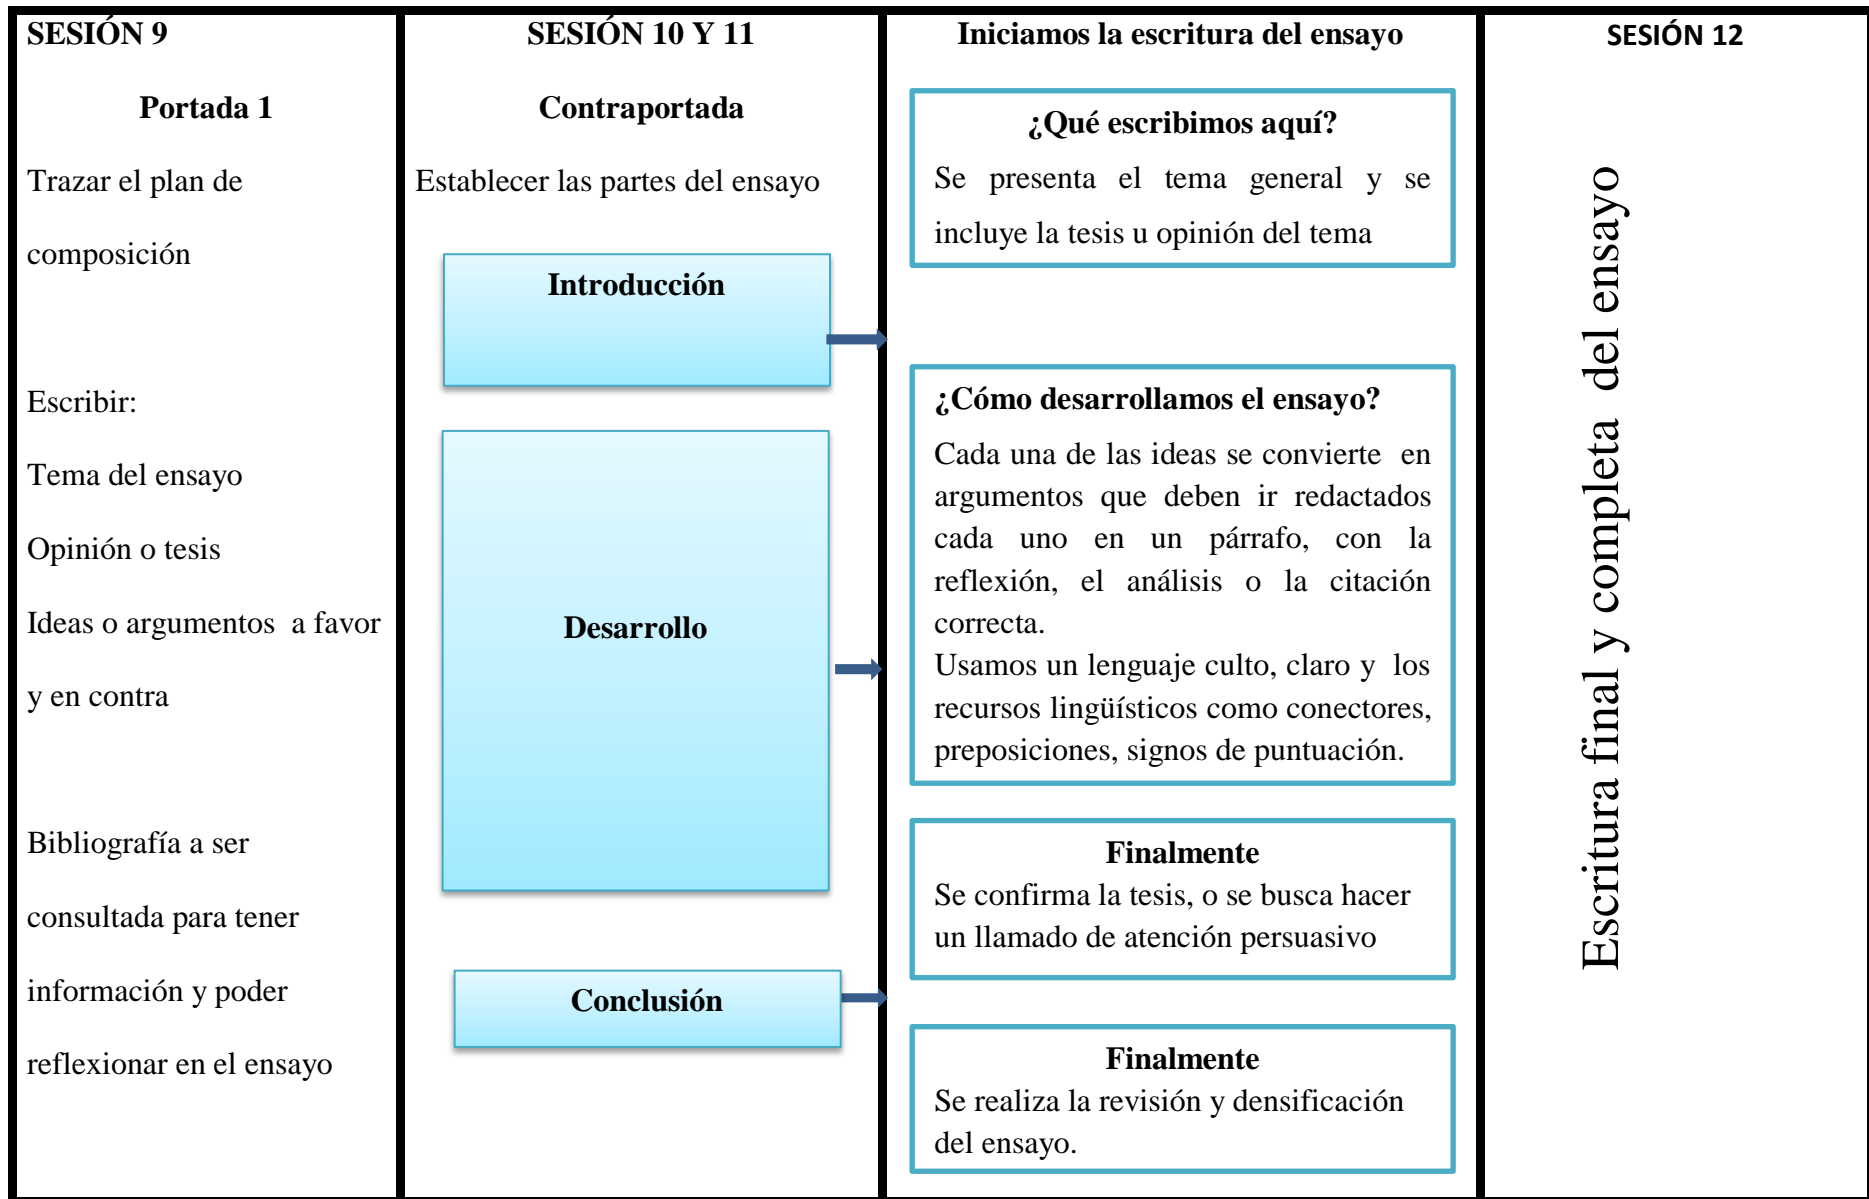 SESIÓN 9
Portada 1
Trazar el plan de
composición
Escribir:
Tema del ensayo
Opinión o tesis
Ideas o argumentos a favor
y en contra
Bibliografía a ser
consultada para tener
información y poder
reflexionar en el ensayo
SESIÓN 10 Y 11
Contraportada
Establecer las partes del ensayo
Introducción
Desarrollo
Conclusión
Iniciamos la escritura del ensayo
¿Qué escribimos aquí?
Se presenta el tema general y se
incluye la tesis u opinión del tema
¿Cómo desarrollamos el ensayo?
Cada una de las ideas se convierte en
argumentos que deben ir redactados
cada uno en un párrafo, con la
reflexión, el análisis o la citación
correcta.
Usamos un lenguaje culto, claro y los
recursos lingüísticos como conectores,
preposiciones, signos de puntuación.
Finalmente
Se confirma la tesis, o se busca hacer
un llamado de atención persuasivo
Finalmente
Se realiza la revisión y densificación
del ensayo.
SESIÓN 12
Escritura final y completa del ensayo